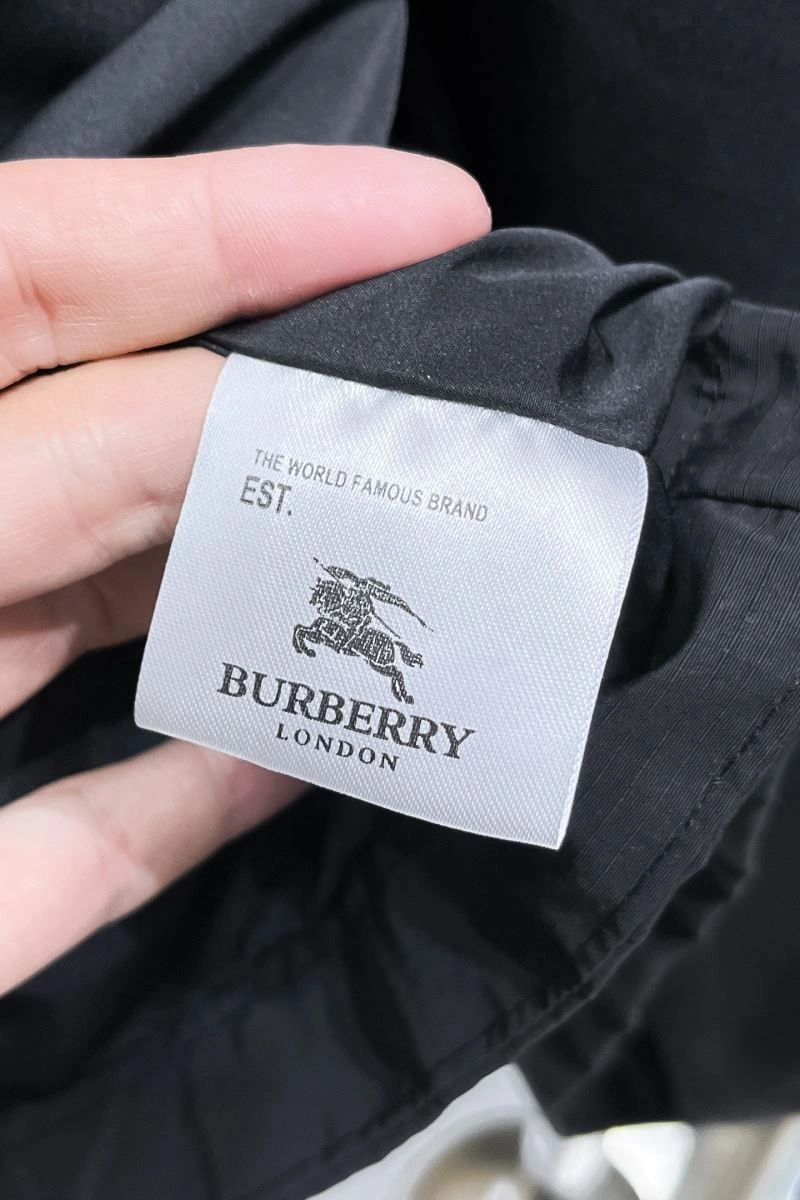 THE WORLD FAMOUS BRAND
EST.
BURBERRY
LONDON